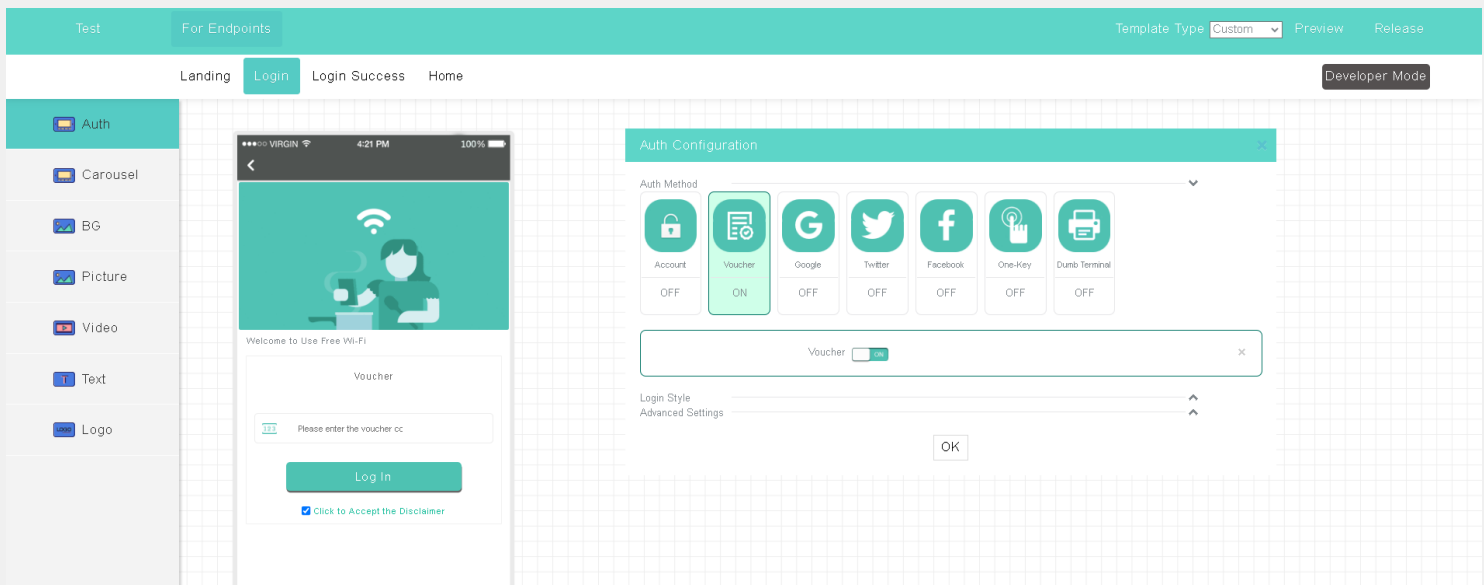 Test
For Endpoints
Template Type Custom Preview Release
Landing Login Login Success Home
Developer Mode
Auth
Carousel
BG
Picture
Video
Text
Logo
VIRGIN 4:21 PM 100%
Welcome to Use Free Wi-Fi
Voucher
Please enter the voucher cc
Log In
Click to Accept the Disclaimer
Auth Configuration
Auth Method
Account Voucher Google Twitter Facebook One-Key Dumb Terminal
OFF ON OFF OFF OFF OFF OFF
Voucher ON
Login Style
Advanced Settings
OK